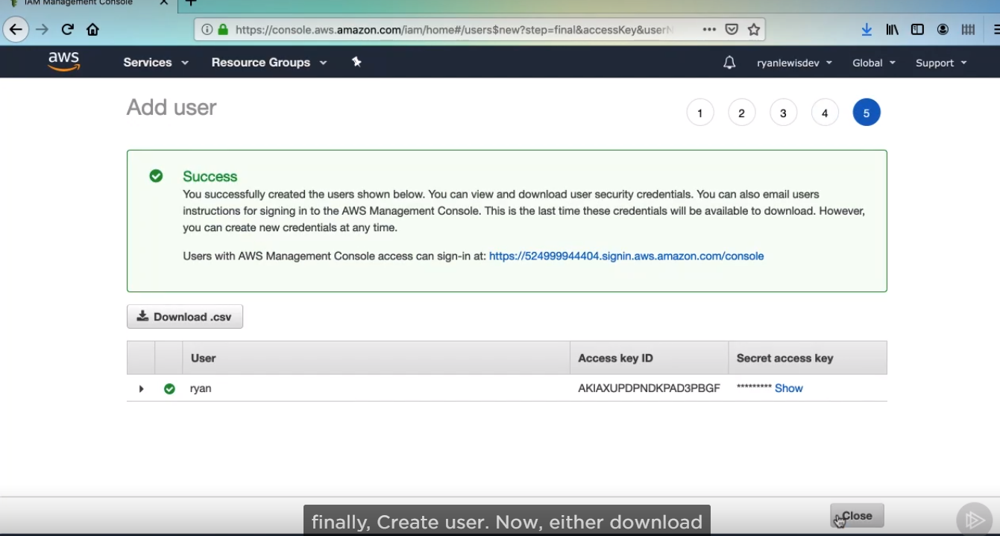 IAM Management Console
https://console.aws.amazon.com/iam/home#/users$new?step=final&accessKey&userN
aws
Services
Resource Groups
ryanlewisdev
Global
Support
Add user
1
2
3
4
5
Success
You successfully created the users shown below. You can view and download user security credentials. You can also email users
instructions for signing in to the AWS Management Console. This is the last time these credentials will be available to download. However,
you can create new credentials at any time.
Users with AWS Management Console access can sign-in at: https://524999944404.signin.aws.amazon.com/console
Download .csv
User Access key ID Secret access key
ryan AKIAXUPDPNDKPAD3PBGF ********* Show
Close
finally, Create user. Now, either download